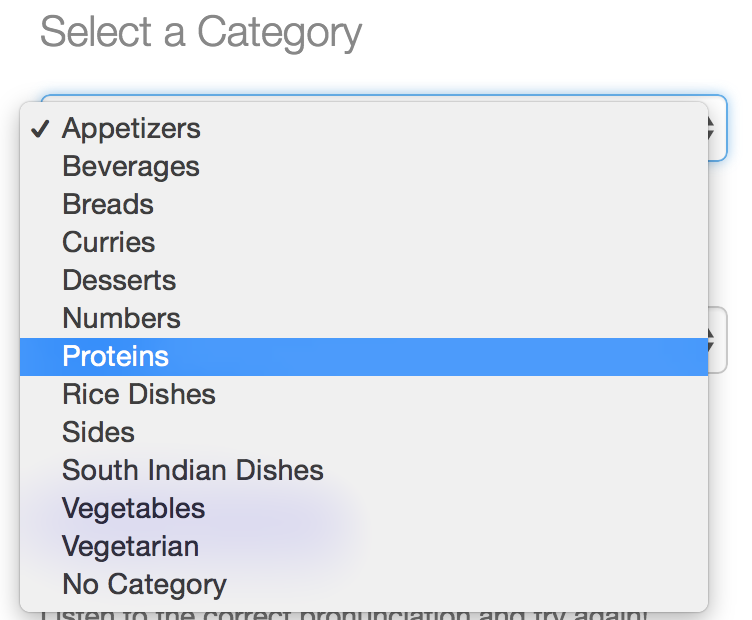 Select a Category
✓ Appetizers
Beverages
Breads
Curries
Desserts
Numbers
Proteins
Rice Dishes
Sides
South Indian Dishes
Vegetables
Vegetarian
No Category
Listen to the correct pronunciation and try again!